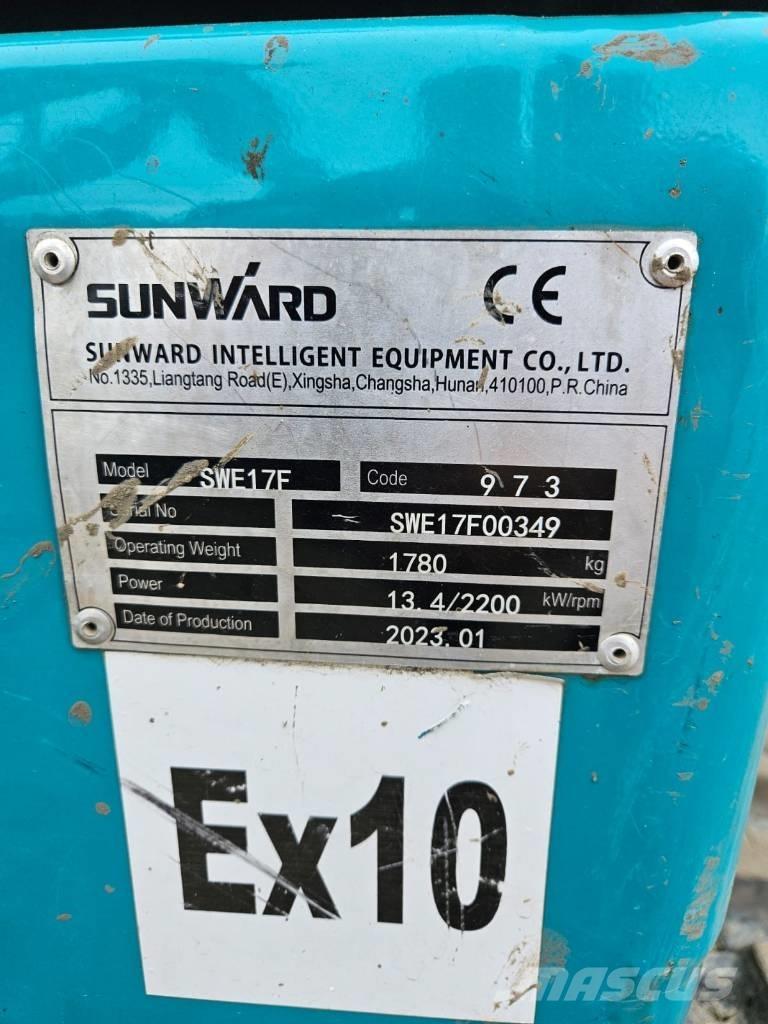 SUNWARD CE
SUNWARD INTELLIGENT EQUIPMENT CO., LTD.
No.1335,Liangtang Road(E),Xingsha,Changsha,Hunan,410100,P.R.China
Model SWE17F Code 973
Serial No SWE17F00349
Operating Weight 1780 kg
Power 13.4/2200 kW/rpm
Date of Production 2023.01
Ex10
MASCUS